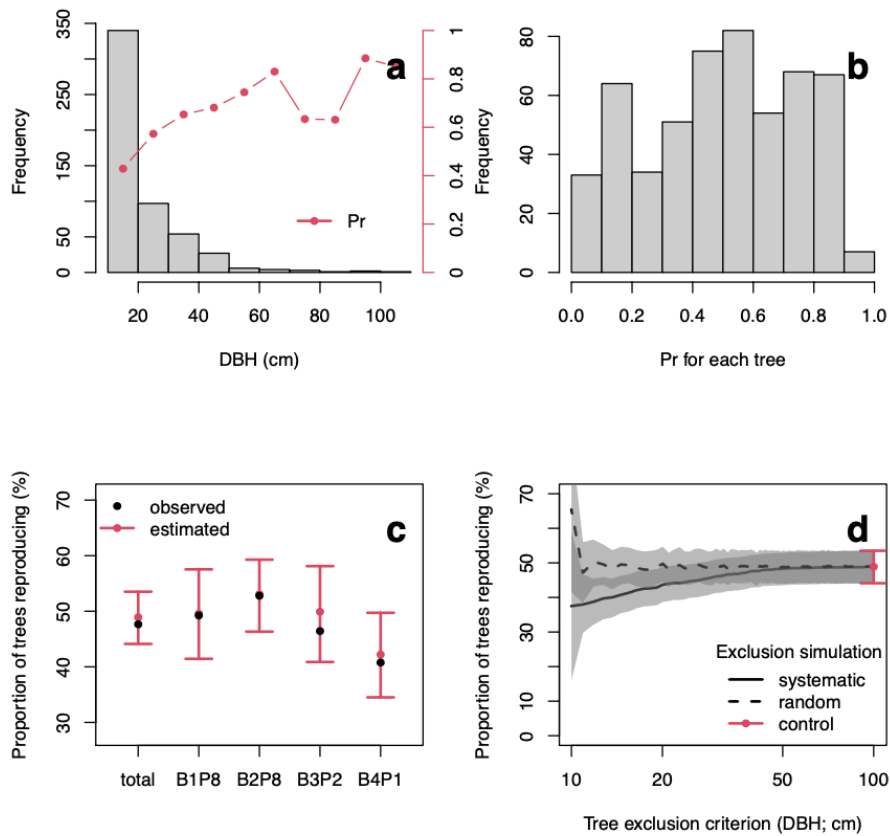 a
Frequency
0
50
150
250
350
0
0.2
0.4
0.6
0.8
1
Pr
20
40
60
80
100
DBH (cm)
b
Frequency
0
20
40
60
80
0.0
0.2
0.4
0.6
0.8
1.0
Pr for each tree
c
Proportion of trees reproducing (%)
30
40
50
60
70
observed
estimated
total
B1P8
B2P8
B3P2
B4P1
d
Proportion of trees reproducing (%)
0
10
30
50
70
Exclusion simulation
systematic
random
control
10
20
50
100
Tree exclusion criterion (DBH; cm)